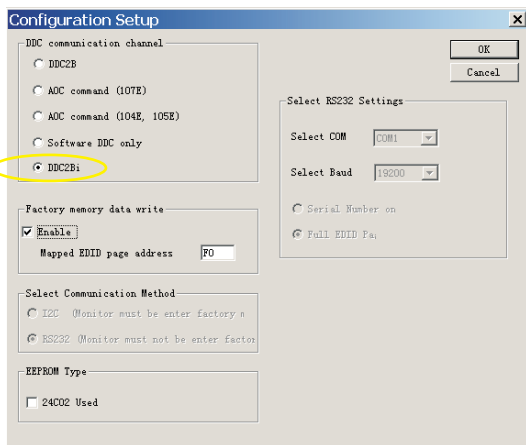 Configuration Setup
DDC communication channel
DDC2B
AOC command (107E)
AOC command (104E, 105E)
Software DDC only
DDC2Bi
Factory memory data write
Enable
Mapped EDID page address F0
Select Communication Method
I2C (Monitor must be enter factory m
RS232 (Monitor must not be enter factor
EEPROM Type
24C02 Used
OK
Cancel
Select RS232 Settings
Select COM COM1
Select Baud 19200
Serial Number on
Full EDID Pa